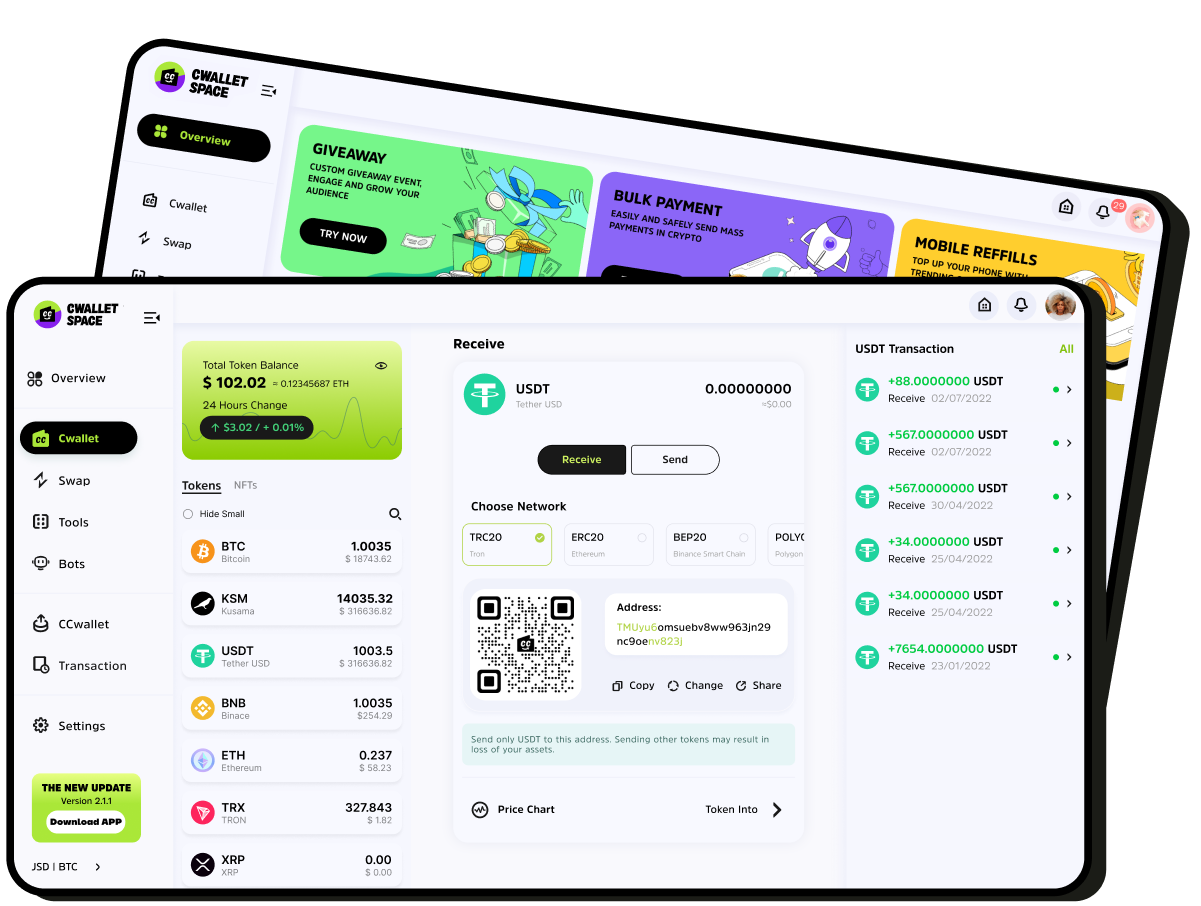 CWALLET
SPACE
Overview
Cwallet
Swap
GIVEAWAY
CUSTOM GIVEAWAY EVENT,
ENGAGE AND GROW YOUR
AUDIENCE
TRY NOW
BULK PAYMENT
EASILY AND SAFELY SEND MASS
PAYMENTS IN CRYPTO
MOBILE REFFILLS
TOP UP YOUR PHONE WITH
TRENDING
29
CWALLET
SPACE
Overview
Cwallet
Swap
Tools
Bots
CCwallet
Transaction
Settings
THE NEW UPDATE
Version 2.1.1
Download APP
JSD | BTC
Total Token Balance
$ 102.02 = 0.12345687 ETH
24 Hours Change
↑ $3.02 / + 0.01%
Tokens NFTs
Hide Small
BTC 1.0035
Bitcoin $ 18743.62
KSM 14035.32
Kusama $ 316636.82
USDT 1003.5
Tether USD $ 316636.82
BNB 1.0035
Binace $254.29
ETH 0.237
Ethereum $ 58.23
TRX 327.843
TRON $ 1.82
XRP 0.00
XRP $ 0.00
Receive
USDT 0.00000000
Tether USD ≈$0.00
Receive Send
Choose Network
TRC20 ERC20 BEP20 POLYG
Tron Ethereum Binance Smart Chain Polygon
Address:
TMUyu6omsuebv8ww963jn29
nc9oenv823j
Copy Change Share
Send only USDT to this address. Sending other tokens may result in
loss of your assets.
Price Chart Token Into
USDT Transaction All
+88.0000000 USDT
Receive 02/07/2022
+567.0000000 USDT
Receive 02/07/2022
+567.0000000 USDT
Receive 30/04/2022
+34.0000000 USDT
Receive 25/04/2022
+34.0000000 USDT
Receive 25/04/2022
+7654.0000000 USDT
Receive 23/01/2022